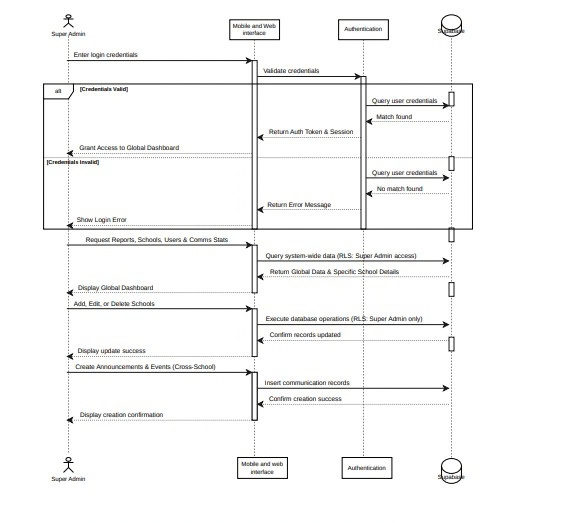 Super Admin
Mobile and Web
interface
Authentication
Supabase
Enter login credentials
Validate credentials
alt
[Credentials Valid]
Query user credentials
Match found
Return Auth Token & Session
Grant Access to Global Dashboard
[Credentials Invalid]
Query user credentials
No match found
Return Error Message
Show Login Error
Request Reports, Schools, Users & Comms Stats
Query system-wide data (RLS: Super Admin access)
Return Global Data & Specific School Details
Display Global Dashboard
Add, Edit, or Delete Schools
Execute database operations (RLS: Super Admin only)
Confirm records updated
Display update success
Create Announcements & Events (Cross-School)
Insert communication records
Confirm creation success
Display creation confirmation
Super Admin
Mobile and web
interface
Authentication
Supabase